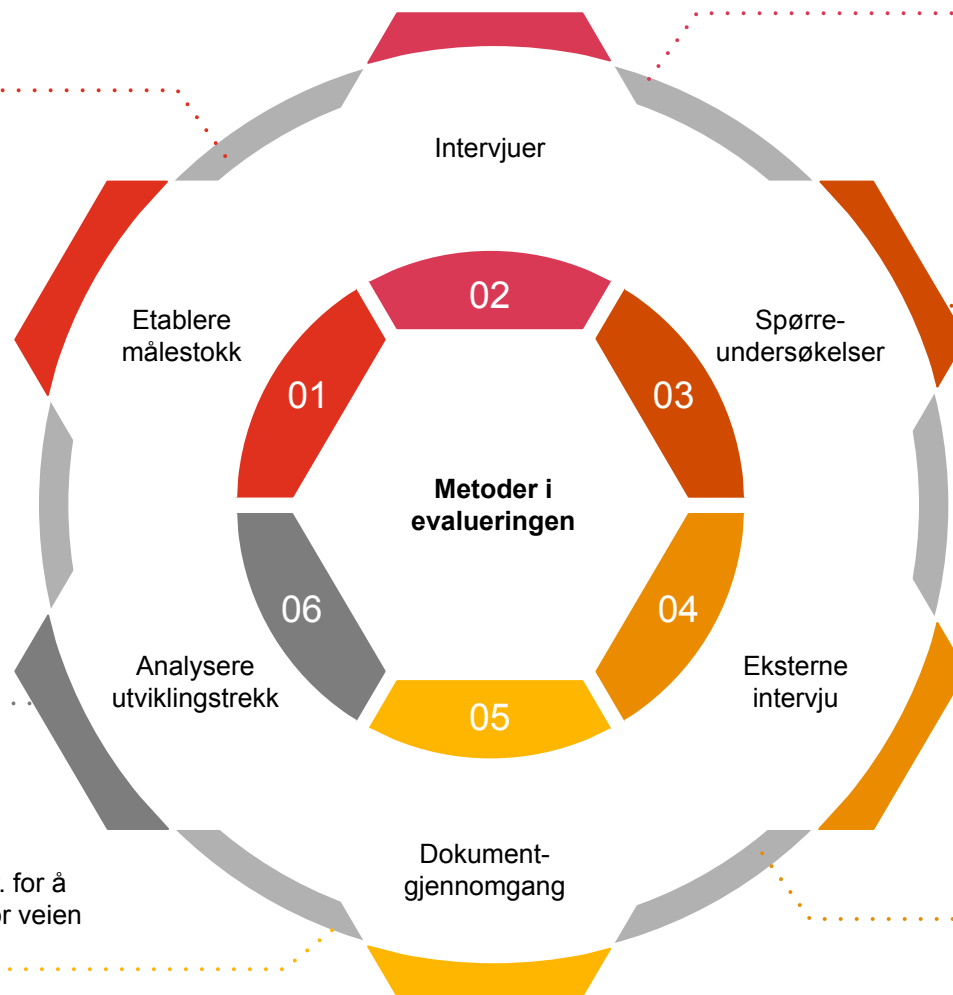 Intervjuer
02
Etablere
målestokk
01
Spørre-
undersøkelser
03
Metoder i
evalueringen
06
Analysere
utviklingstrekk
04
Eksterne
intervju
05
Dokument-
gjennomgang
. for å
or veien